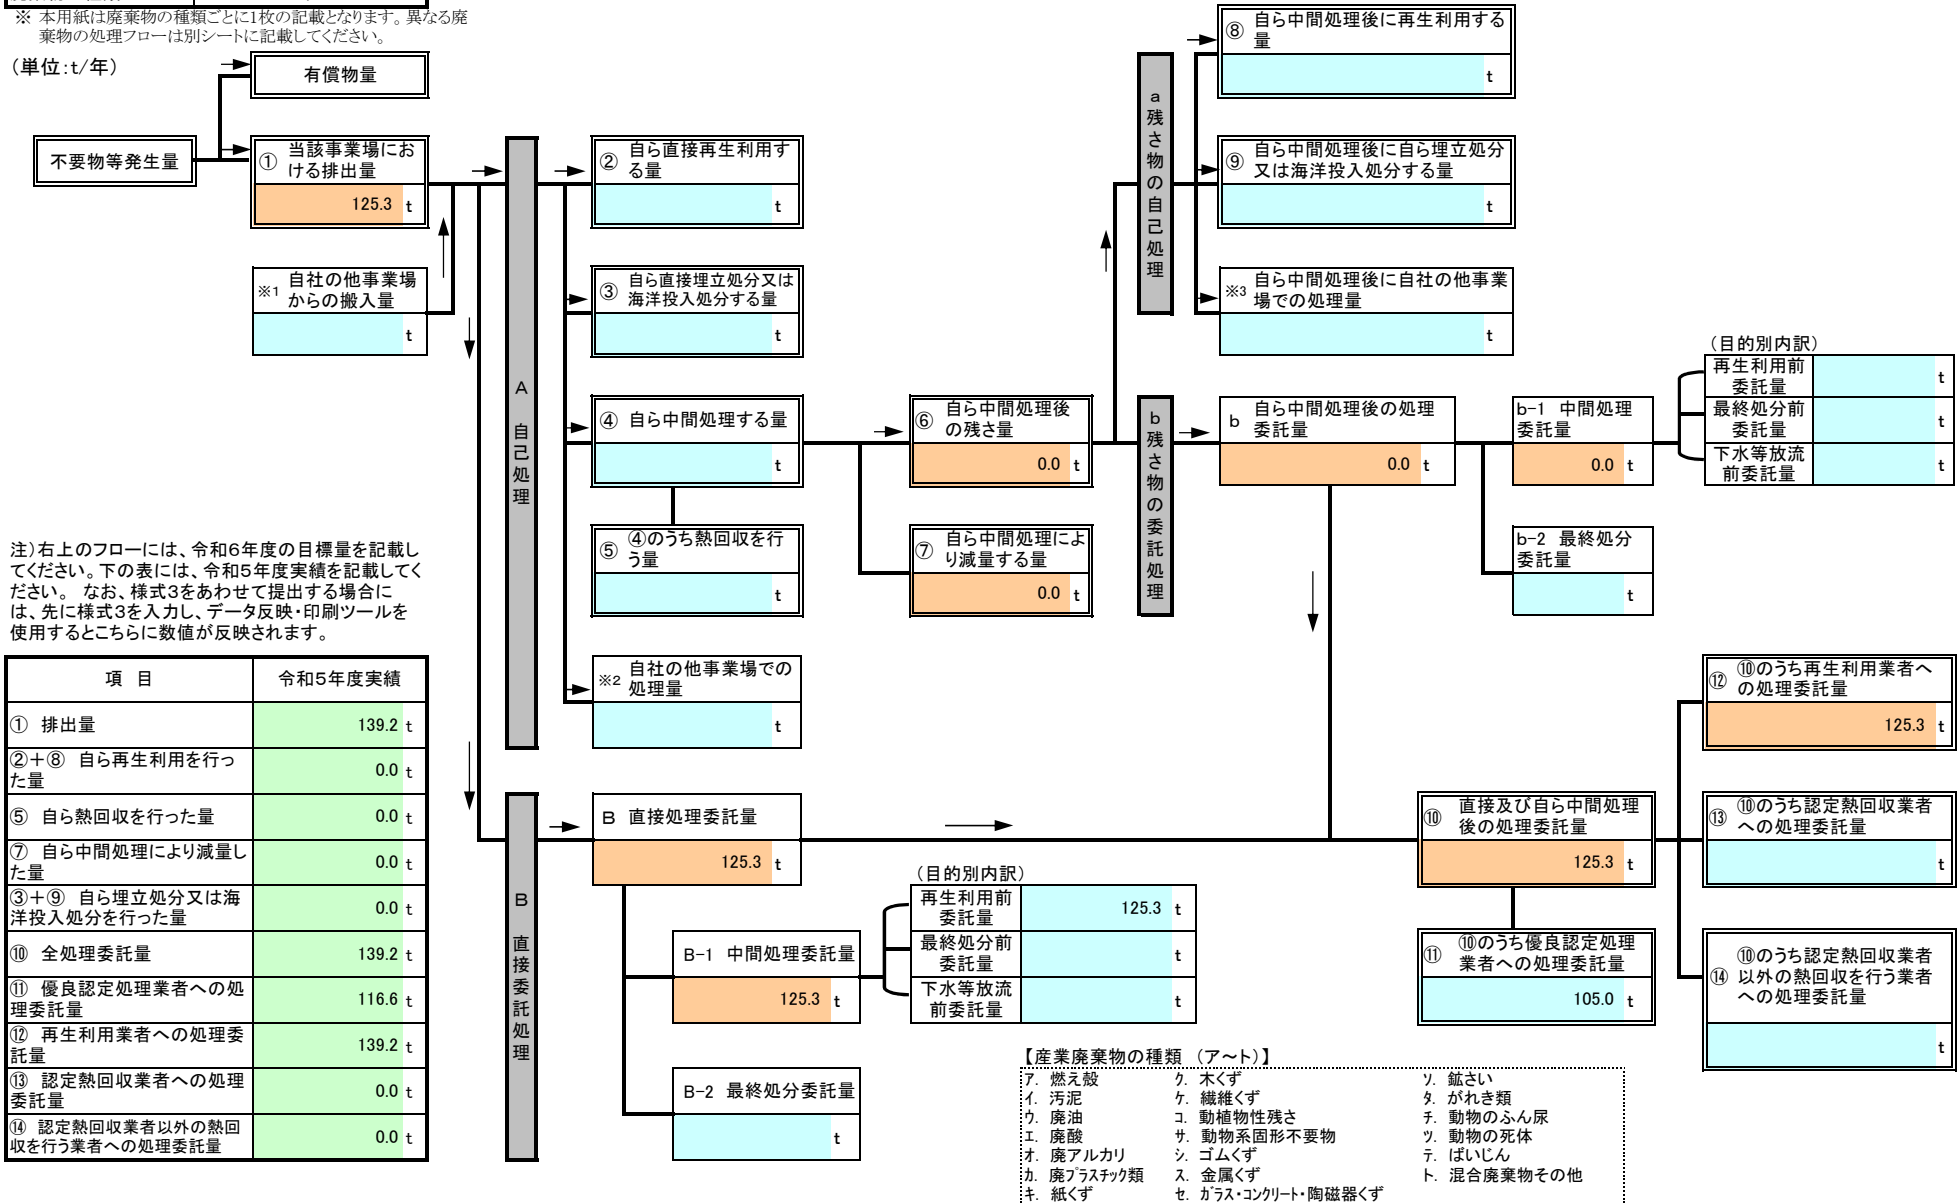 ※ 本用紙は廃棄物の種類ごとに1枚の記載となります。異なる廃
棄物の処理フローは別シートに記載してください。
(単位:t/年)
有償物量
不要物等発生量
① 当該事業場にお
ける排出量
125.3 t
※1 自社の他事業場
からの搬入量
t
A 自己処理
② 自ら直接再生利用す
る量
t
③ 自ら直接埋立処分又は
海洋投入処分する量
t
④ 自ら中間処理する量
t
⑤ ④のうち熱回収を行
う量
t
※2 自社の他事業場での
処理量
t
⑥ 自ら中間処理後
の残さ量
0.0 t
⑦ 自ら中間処理によ
り減量する量
0.0 t
a 残さ物の自己処理
⑧ 自ら中間処理後に再生利用する
量
t
⑨ 自ら中間処理後に自ら埋立処分
又は海洋投入処分する量
t
※3 自ら中間処理後に自社の他事業
場での処理量
t
b 残さ物の委託処理
b 自ら中間処理後の処理
委託量
0.0 t
b-1 中間処理
委託量
0.0 t
(目的別内訳)
再生利用前
委託量
t
最終処分前
委託量
t
下水等放流
前委託量
t
b-2 最終処分
委託量
t
注)右上のフローには、令和6年度の目標量を記載し
てください。下の表には、令和5年度実績を記載してく
ださい。 なお、様式3をあわせて提出する場合に
は、先に様式3を入力し、データ反映・印刷ツールを
使用するとこちらに数値が反映されます。
項 目 令和5年度実績
① 排出量 139.2 t
②+⑧ 自ら再生利用を行っ
た量 0.0 t
⑤ 自ら熱回収を行った量 0.0 t
⑦ 自ら中間処理により減量し
た量 0.0 t
③+⑨ 自ら埋立処分又は海
洋投入処分を行った量 0.0 t
⑩ 全処理委託量 139.2 t
⑪ 優良認定処理業者への処
理委託量 116.6 t
⑫ 再生利用業者への処理委
託量 139.2 t
⑬ 認定熱回収業者への処理
委託量 0.0 t
⑭ 認定熱回収業者以外の熱回
収を行う業者への処理委託量 0.0 t
B 直接委託処理
B 直接処理委託量
125.3 t
B-1 中間処理委託量
125.3 t
(目的別内訳)
再生利用前
委託量
125.3 t
最終処分前
委託量
t
下水等放流
前委託量
t
B-2 最終処分委託量
t
⑩ 直接及び自ら中間処理
後の処理委託量
125.3 t
⑪ ⑩のうち優良認定処理
業者への処理委託量
105.0 t
⑫ ⑩のうち再生利用業者へ
の処理委託量
125.3 t
⑬ ⑩のうち認定熱回収業者
への処理委託量
t
⑭ ⑩のうち認定熱回収業者
以外の熱回収を行う業者
への処理委託量
t
【産業廃棄物の種類 (ア~ト)】
ア. 燃え殻 ク. 木くず ソ. 鉱さい
イ. 汚泥 ケ. 繊維くず タ. がれき類
ウ. 廃油 コ. 動植物性残さ チ. 動物のふん尿
エ. 廃酸 サ. 動物系固形不要物 ツ. 動物の死体
オ. 廃アルカリ シ. ゴムくず テ. ばいじん
カ. 廃プラスチック類 ス. 金属くず ト. 混合廃棄物その他
キ. 紙くず セ. ガラス・コンクリート・陶磁器くず